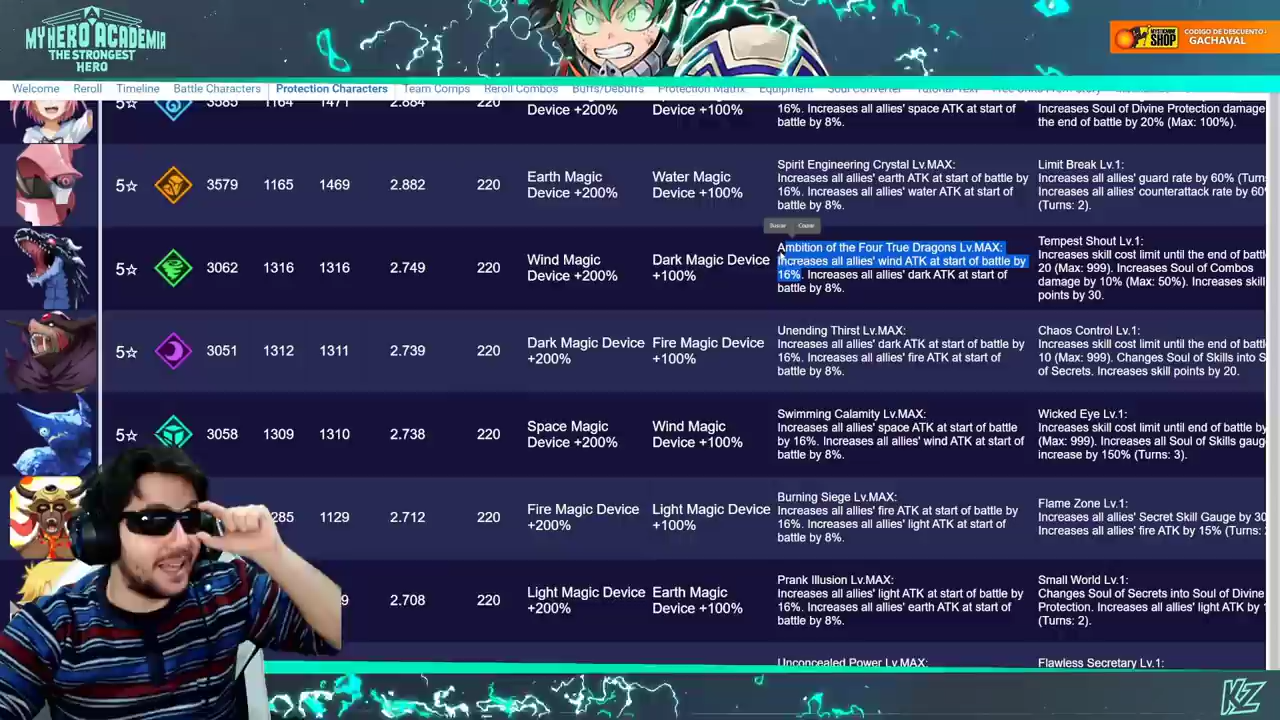 MY HERO ACADEMIA
THE STRONGEST
HERO
MYSTICMINE
SHOP
CODIGO DE DESCUENTO:
GACHAVAL
Welcome Reroll Timeline Battle Characters Protection Characters Team Comps Reroll Combos Buffs/Debuffs Protection Matrix Equipment Soul Converter Tutorial Text
5☆ 3585 1164 1471 2.884
Device +200%
Device +100%
16%. Increases all allies' space ATK at start of
battle by 8%.
Increases Soul of Divine Protection damage
the end of battle by 20% (Max: 100%).
5☆ 3579 1165 1469 2.882 220
Earth Magic
Device +200%
Water Magic
Device +100%
Spirit Engineering Crystal Lv.MAX:
Increases all allies' earth ATK at start of battle by
16%. Increases all allies' water ATK at start of
battle by 8%.
Limit Break Lv.1:
Increases all allies' guard rate by 60% (Turn
Increases all allies' counterattack rate by 60
(Turns: 2).
Buscar Copiar
5☆ 3062 1316 1316 2.749 220
Wind Magic
Device +200%
Dark Magic Device
+100%
Ambition of the Four True Dragons Lv.MAX:
Increases all allies' wind ATK at start of battle by
16%. Increases all allies' dark ATK at start of
battle by 8%.
Tempest Shout Lv.1:
Increases skill cost limit until the end of battl
20 (Max: 999). Increases Soul of Combos
damage by 10% (Max: 50%). Increases skill
points by 30.
5☆ 3051 1312 1311 2.739 220
Dark Magic Device
+200%
Fire Magic Device
+100%
Unending Thirst Lv.MAX:
Increases all allies' dark ATK at start of battle by
16%. Increases all allies' fire ATK at start of
battle by 8%.
Chaos Control Lv.1:
Increases skill cost limit until the end of battl
10 (Max: 999). Changes Soul of Skills into S
of Secrets. Increases skill points by 20.
5☆ 3058 1309 1310 2.738 220
Space Magic
Device +200%
Wind Magic
Device +100%
Swimming Calamity Lv.MAX:
Increases all allies' space ATK at start of battle
by 16%. Increases all allies' wind ATK at start of
battle by 8%.
Wicked Eye Lv.1:
Increases skill cost limit until end of battle by
(Max: 999). Increases all Soul of Skills gaug
increase by 150% (Turns: 3).
285 1129 2.712 220
Fire Magic Device
+200%
Light Magic Device
+100%
Burning Siege Lv.MAX:
Increases all allies' fire ATK at start of battle by
16%. Increases all allies' light ATK at start of
battle by 8%.
Flame Zone Lv.1:
Increases all allies' Secret Skill Gauge by 30
Increases all allies' fire ATK by 15% (Turns:
9 2.708 220
Light Magic Device
+200%
Earth Magic
Device +100%
Prank Illusion Lv.MAX:
Increases all allies' light ATK at start of battle by
16%. Increases all allies' earth ATK at start of
battle by 8%.
Small World Lv.1:
Changes Soul of Secrets into Soul of Divine
Protection. Increases all allies' light ATK by
(Turns: 2).
Unconcealed Power Lv.MAX:
Flawless Secretary Lv.1:
KZ